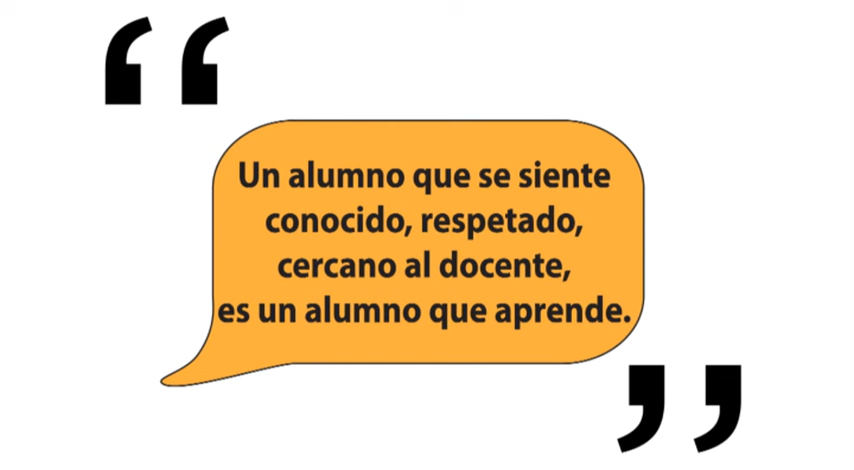 Un alumno que se siente
conocido, respetado,
cercano al docente,
es un alumno que aprende.